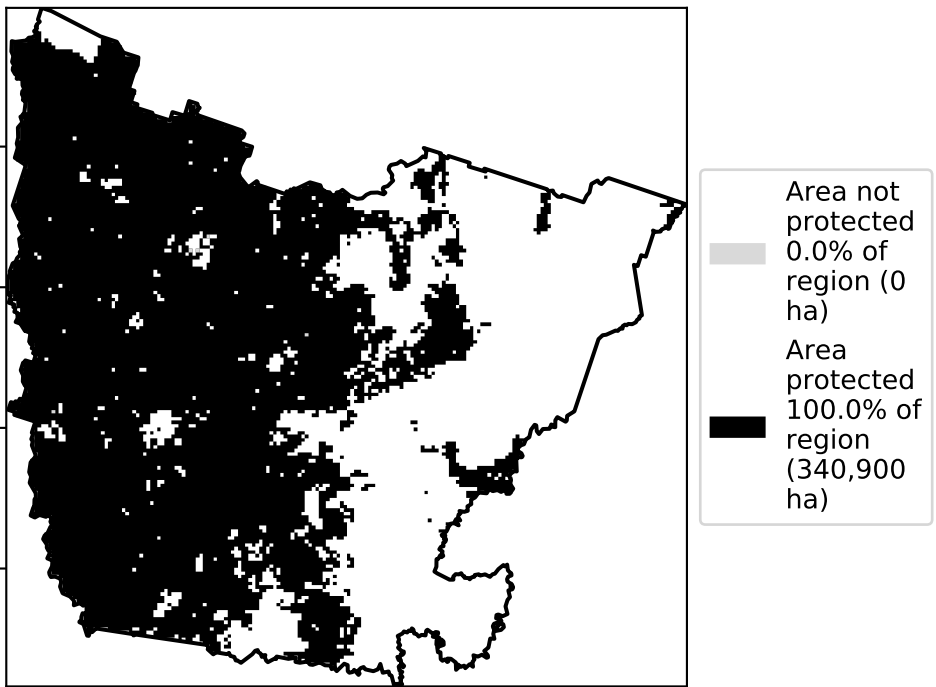 Area not
protected
0.0% of
region (0
ha)
Area
protected
100.0% of
region
(340,900
ha)